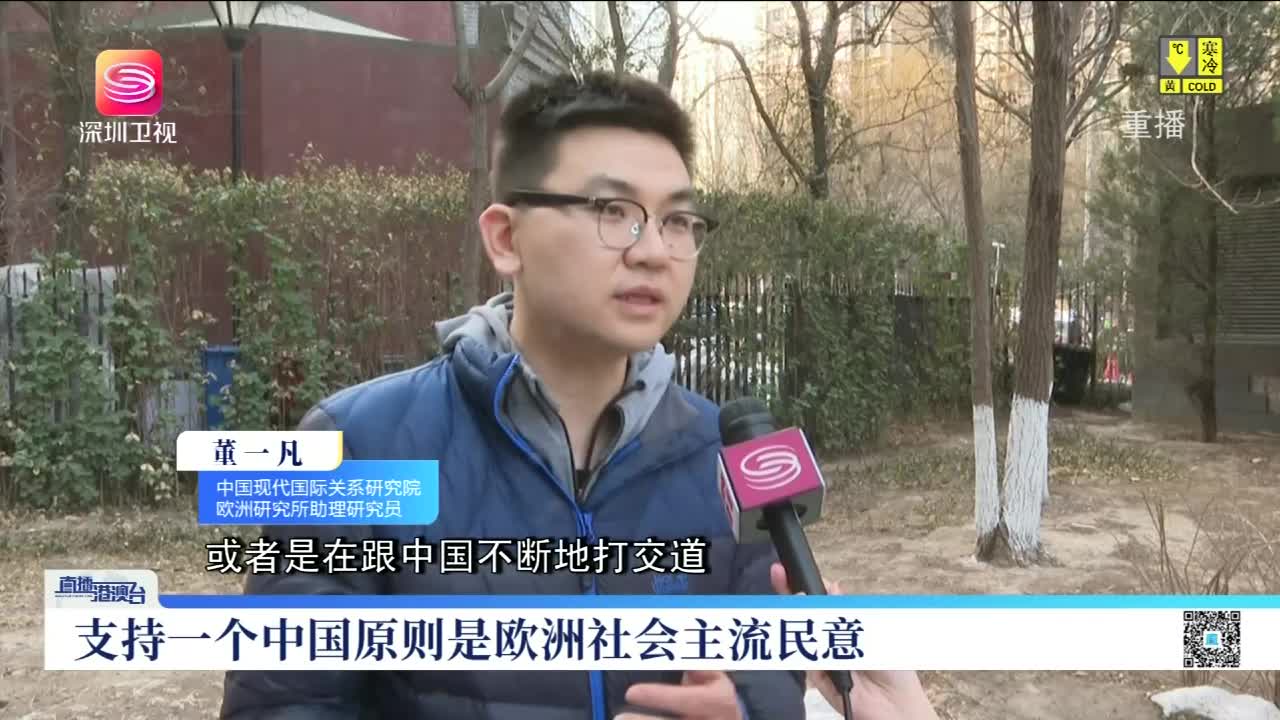 深圳卫视
℃
寒冷
黄
COLD
重播
董一凡
中国现代国际关系研究院
欧洲研究所助理研究员
或者是在跟中国不断地打交道
直播
港澳台
支持一个中国原则是欧洲社会主流民意